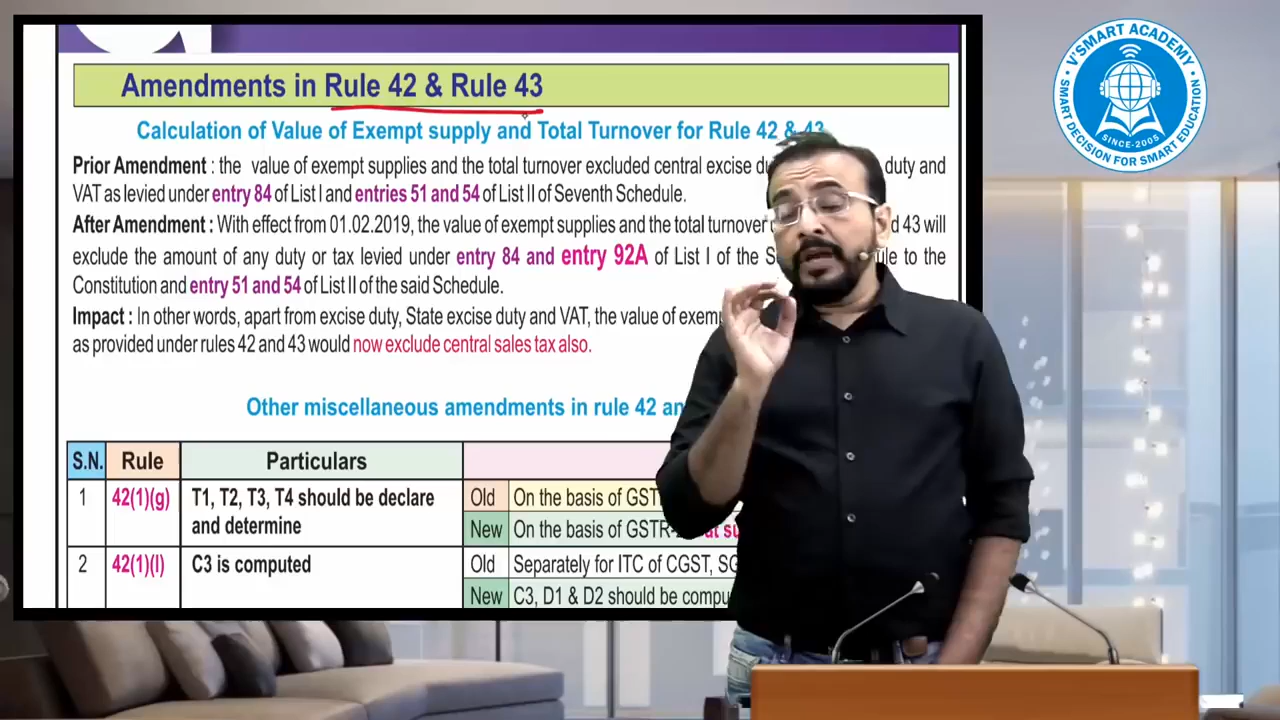 Amendments in Rule 42 & Rule 43
Calculation of Value of Exempt supply and Total Turnover for Rule 42 & 43
Prior Amendment : the value of exempt supplies and the total turnover excluded central excise duty and
VAT as levied under entry 84 of List I and entries 51 and 54 of List II of Seventh Schedule.
After Amendment : With effect from 01.02.2019, the value of exempt supplies and the total turnover 43 will
exclude the amount of any duty or tax levied under entry 84 and entry 92A of List I of the to the
Constitution and entry 51 and 54 of List II of the said Schedule.
Impact : In other words, apart from excise duty, State excise duty and VAT, the value of
as provided under rules 42 and 43 would now exclude central sales tax also.
Other miscellaneous amendments in rule 42
S.N. Rule Particulars
1 42(1)(g) T1, T2, T3, T4 should be declare
and determine
Old On the basis of
New On the basis of
2 42(1)(l) C3 is computed
Old Separately for ITC of CGST,
New C3, D1 & D2 should be
V'SMART ACADEMY
SMART DECISION FOR SMART EDUCATION
SINCE-2005